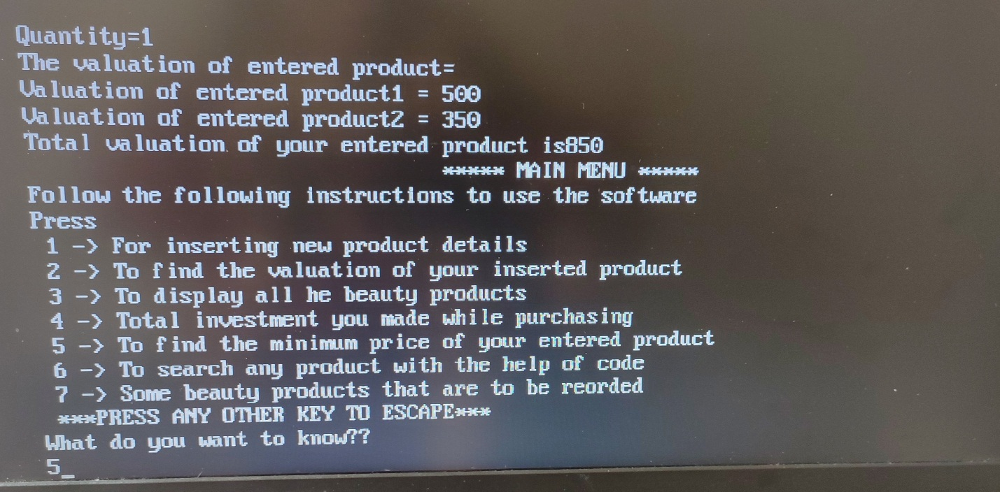 Quantity=1
The valuation of entered product=
Valuation of entered product1 = 500
Valuation of entered product2 = 350
Total valuation of your entered product is850
***** MAIN MENU *****
Follow the following instructions to use the software
Press
1 -> For inserting new product details
2 -> To find the valuation of your inserted product
3 -> To display all he beauty products
4 -> Total investment you made while purchasing
5 -> To find the minimum price of your entered product
6 -> To search any product with the help of code
7 -> Some beauty products that are to be reorded
***PRESS ANY OTHER KEY TO ESCAPE***
What do you want to know??
5_